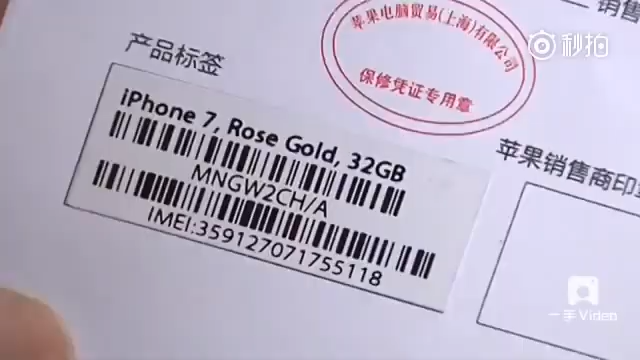 销售
苹果电脑贸易(上海)有限公司
保修凭证专用章
秒拍
产品标签
iPhone 7, Rose Gold, 32GB
MNGW2CH/A
IMEI:359127071755118
苹果销售商印
一手Video